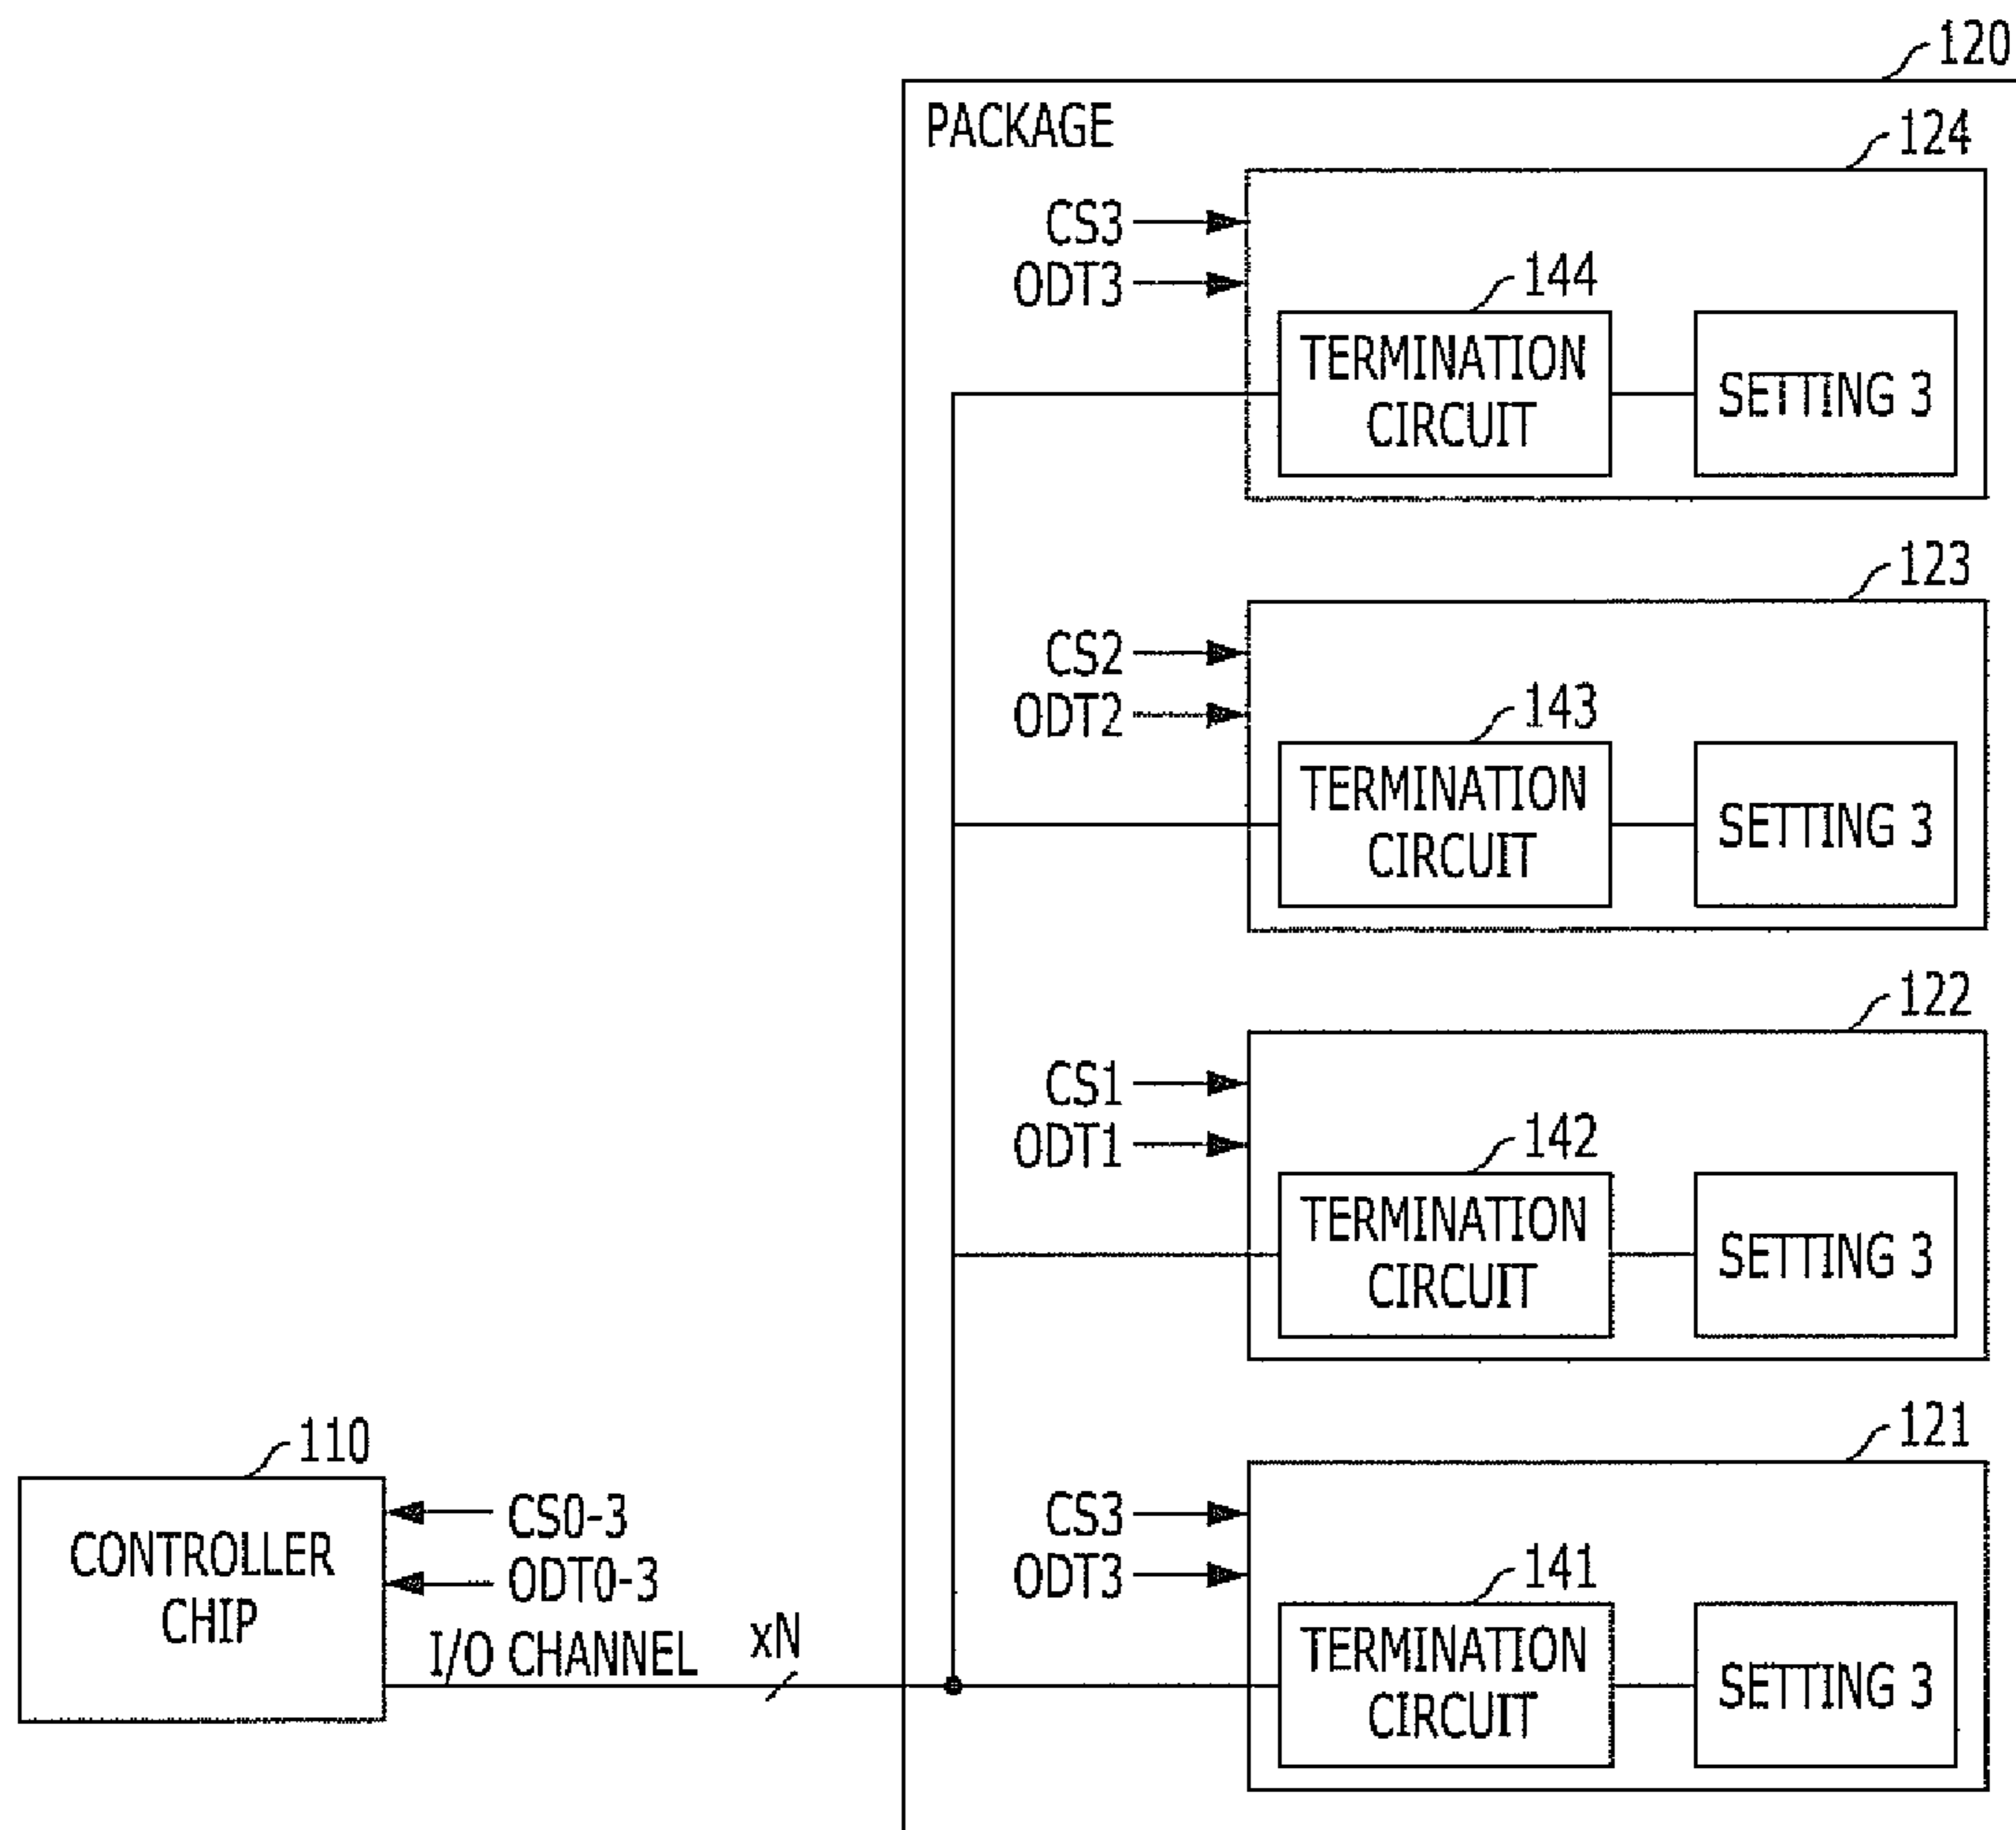 120
PACKAGE
124
CS3
ODT3
144
TERMINATION
CIRCUIT
SETTING 3
123
CS2
ODT2
143
TERMINATION
CIRCUIT
SETTING 3
122
CS1
ODT1
142
TERMINATION
CIRCUIT
SETTING 3
121
CS3
ODT3
141
TERMINATION
CIRCUIT
SETTING 3
110
CONTROLLER
CHIP
CS0-3
ODT0-3
I/O CHANNEL
xN